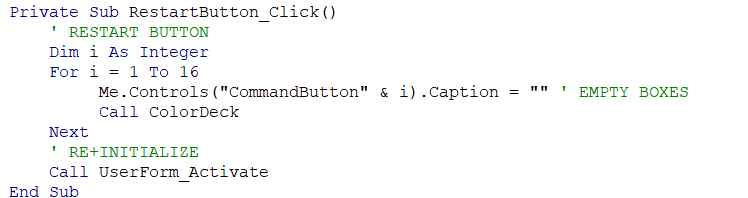 Private Sub RestartButton_Click()
    ' RESTART BUTTON
    Dim i As Integer
    For i = 1 To 16
         Me.Controls("CommandButton" & i).Caption = "" ' EMPTY BOXES
         Call ColorDeck
    Next
    ' RE+INITIALIZE
    Call UserForm_Activate
End Sub